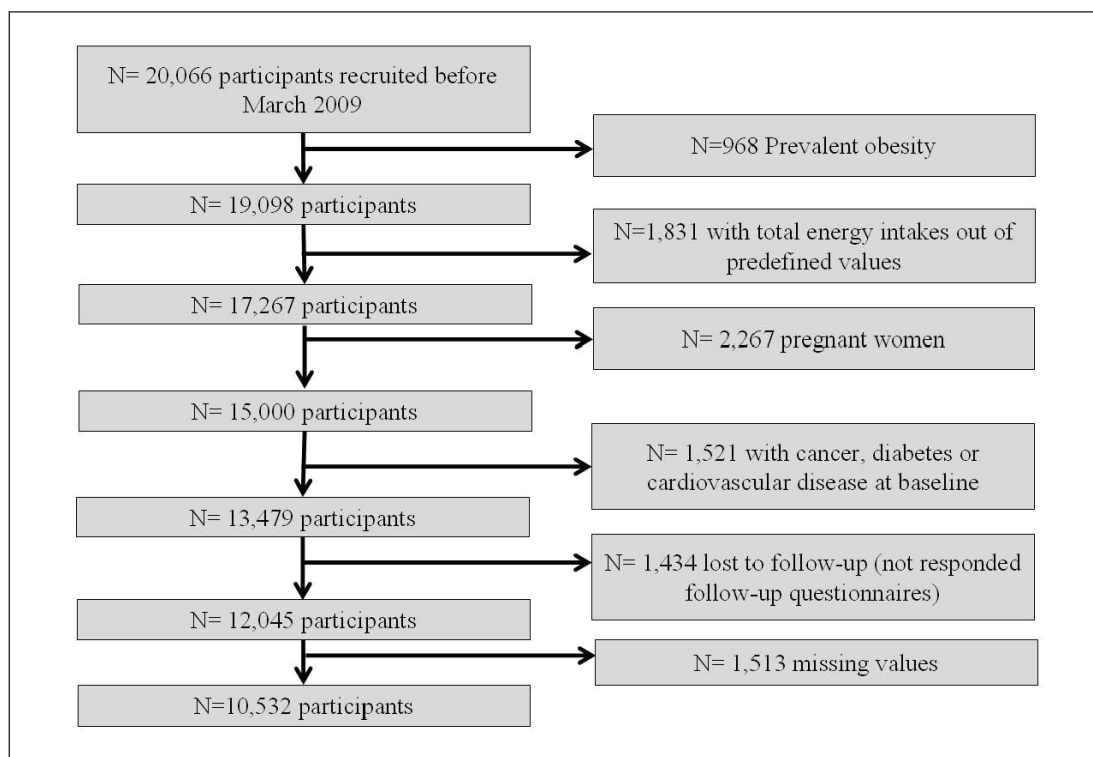 N= 20,066 participants recruited before
March 2009
N=968 Prevalent obesity
N= 19,098 participants
N=1,831 with total energy intakes out of
predefined values
N= 17,267 participants
N= 2,267 pregnant women
N= 15,000 participants
N= 1,521 with cancer, diabetes or
cardiovascular disease at baseline
N= 13,479 participants
N= 1,434 lost to follow-up (not responded
follow-up questionnaires)
N= 12,045 participants
N= 1,513 missing values
N=10,532 participants